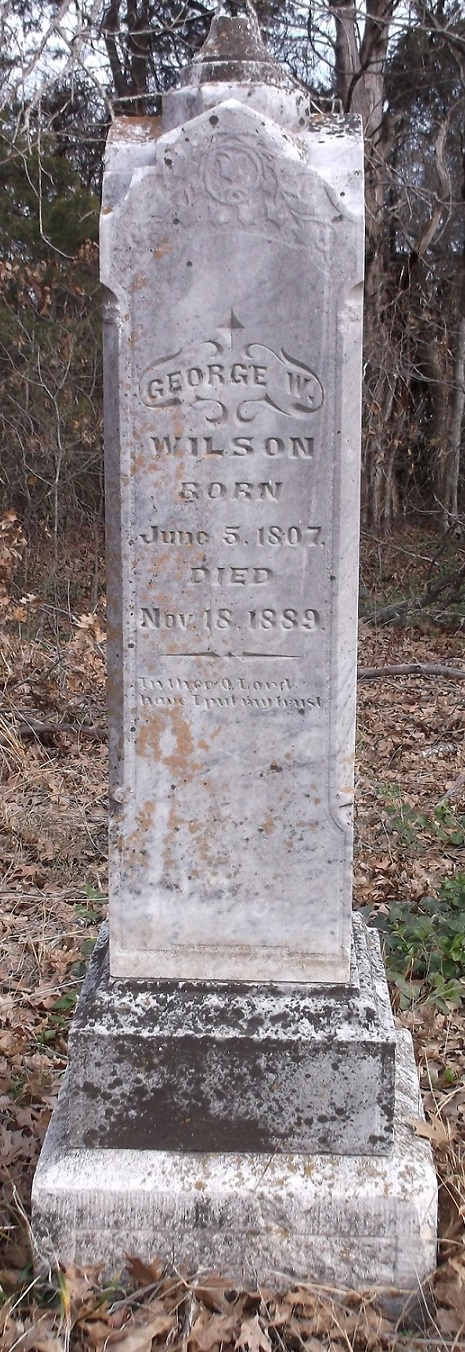 GEORGE W.
WILSON
BORN
June 5, 1807.
DIED
Nov. 18, 1889
In thee O, Lord
have I put my trust